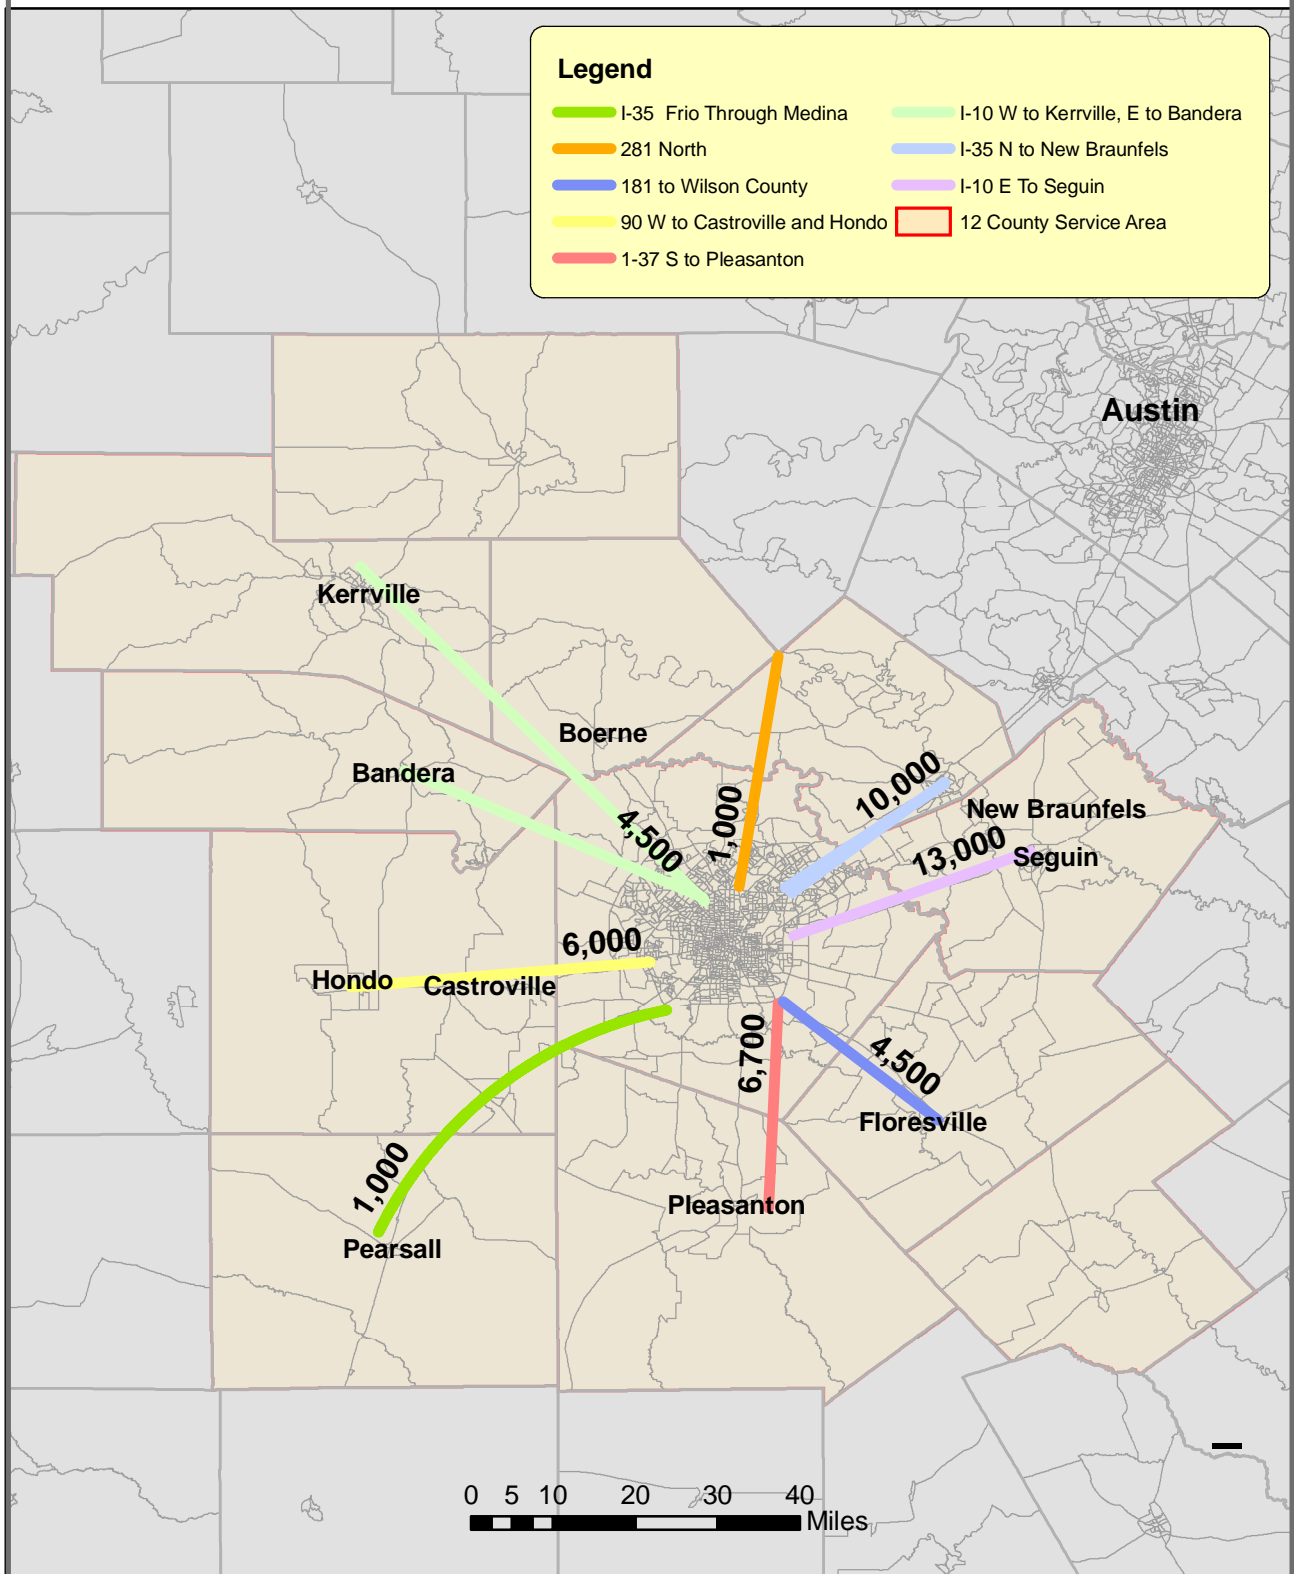 Legend
I-35 Frio Through Medina
281 North
181 to Wilson County
90 W to Castroville and Hondo
1-37 S to Pleasanton
I-10 W to Kerrville, E to Bandera
I-35 N to New Braunfels
I-10 E To Seguin
12 County Service Area
Austin
Kerrville
Boerne
Bandera
4,500
1,000
10,000
New Braunfels
13,000
Seguin
6,000
Hondo
Castroville
6,700
4,500
Floresville
1,000
Pleasanton
Pearsall
0 5 10 20 30 40
Miles